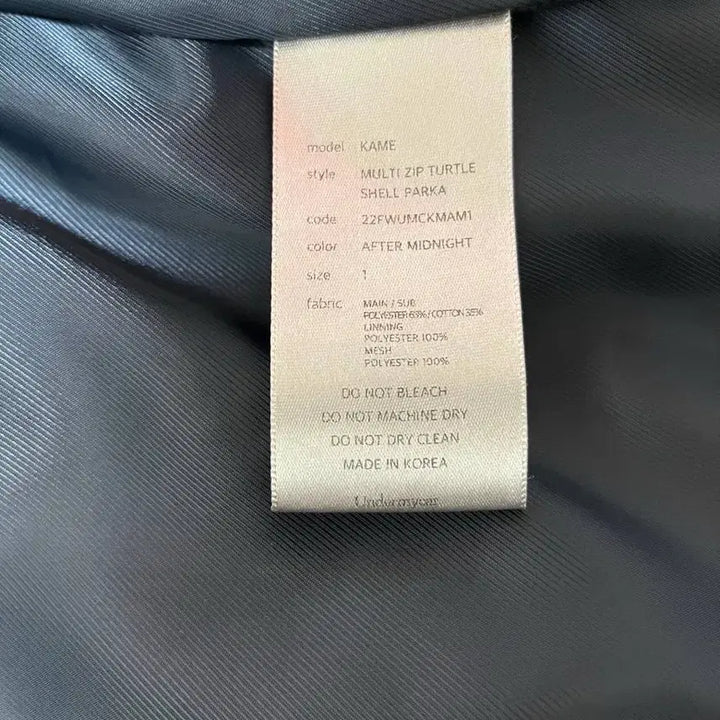 model KAME
style MULTI ZIP TURTLE
SHELL PARKA
code 22FWUMCKMAM1
color AFTER MIDNIGHT
size 1
fabric MAIN / SUB
POLYESTER 65% / COTTON 35%
LINNING
POLYESTER 100%
MESH
POLYESTER 100%
DO NOT BLEACH
DO NOT MACHINE DRY
DO NOT DRY CLEAN
MADE IN KOREA